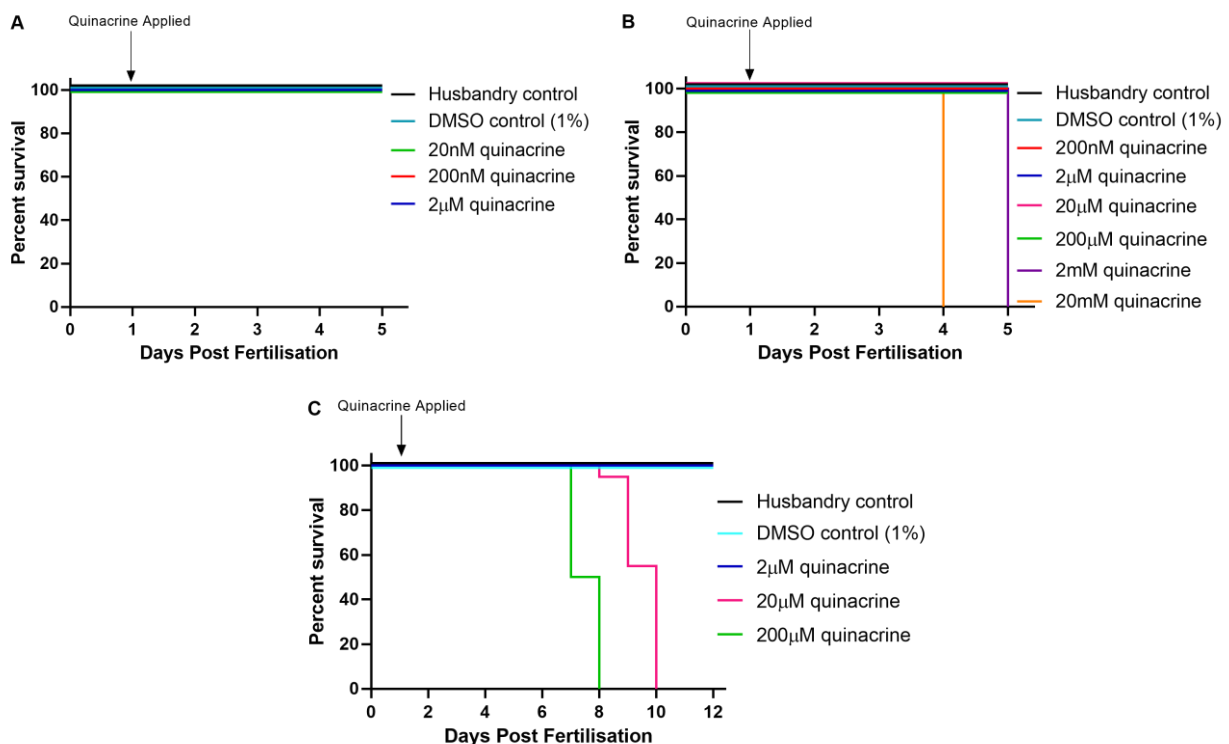 A
Quinacrine Applied
Percent survival
100
80
60
40
20
0
0 1 2 3 4 5
Days Post Fertilisation
Husbandry control
DMSO control (1%)
20nM quinacrine
200nM quinacrine
2μM quinacrine
B
Quinacrine Applied
Percent survival
100
80
60
40
20
0
0 1 2 3 4 5
Days Post Fertilisation
Husbandry control
DMSO control (1%)
200nM quinacrine
2μM quinacrine
20μM quinacrine
200μM quinacrine
2mM quinacrine
20mM quinacrine
C
Quinacrine Applied
Percent survival
100
80
60
40
20
0
0 2 4 6 8 10 12
Days Post Fertilisation
Husbandry control
DMSO control (1%)
2μM quinacrine
20μM quinacrine
200μM quinacrine